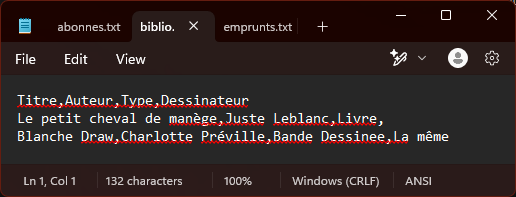 abonnes.txt biblio. emprunts.txt
File Edit View
Titre,Auteur,Type,Dessinateur
Le petit cheval de manège,Juste Leblanc,Livre,
Blanche Draw,Charlotte Préville,Bande Dessinee,La même
Ln 1, Col 1 132 characters 100% Windows (CRLF) ANSI